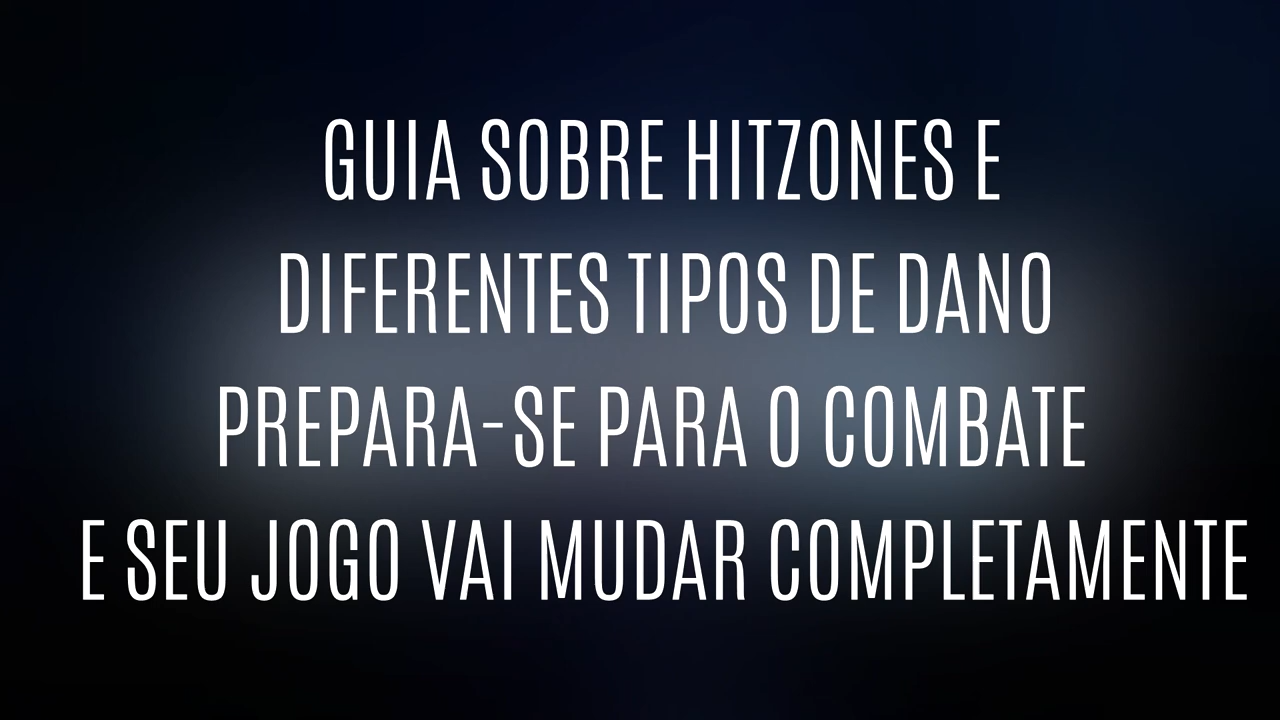 GUIA SOBRE HITZONES E
DIFERENTES TIPOS DE DANO
PREPARA-SE PARA O COMBATE
E SEU JOGO VAI MUDAR COMPLETAMENTE